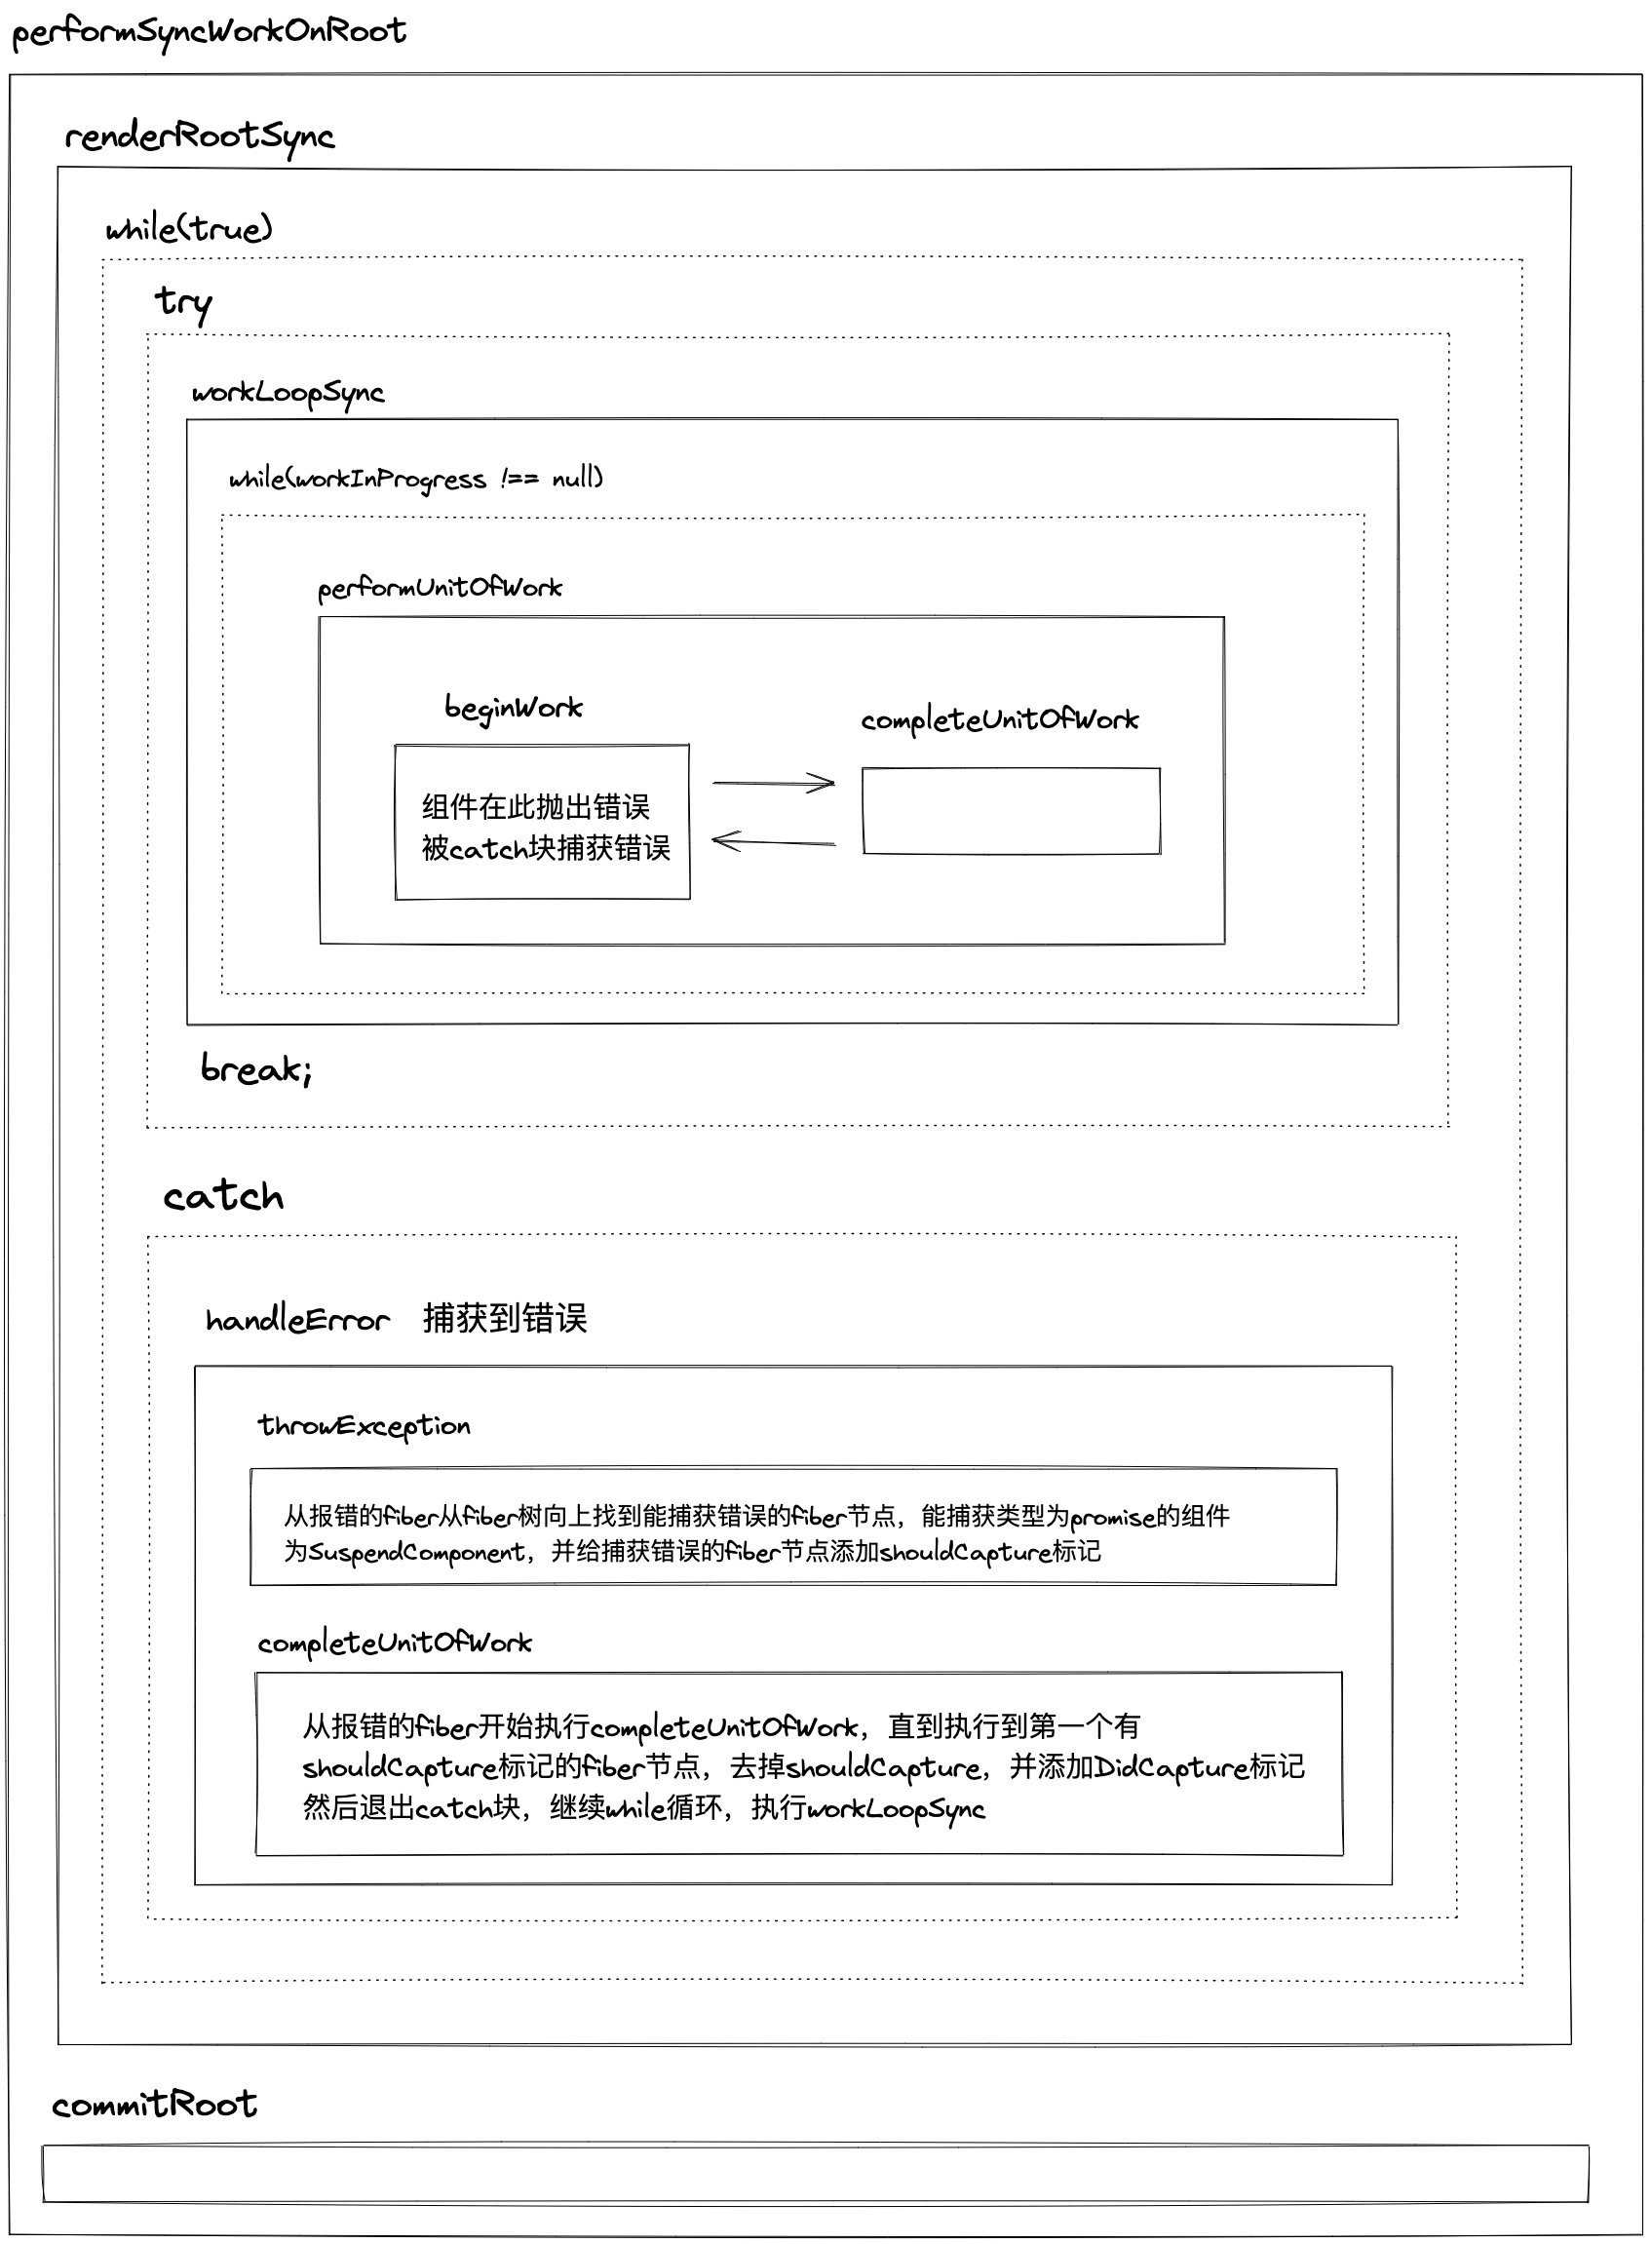 performSyncWorkOnRoot
renderRootSync
while(true)
try
workLoopSync
while(workInProgress !== null)
performUnitOfWork
beginWork
completeUnitOfWork
组件在此抛出错误
被catch块捕获错误
break;
catch
handleError 捕获到错误
throwException
从报错的fiber从fiber树向上找到能捕获错误的fiber节点，能捕获类型为promise的组件
为SuspendComponent，并给捕获错误的fiber节点添加shouldCapture标记
completeUnitOfWork
从报错的fiber开始执行completeUnitOfWork，直到执行到第一个有
shouldCapture标记的fiber节点，去掉shouldCapture，并添加DidCapture标记
然后退出catch块，继续while循环，执行workLoopSync
commitRoot